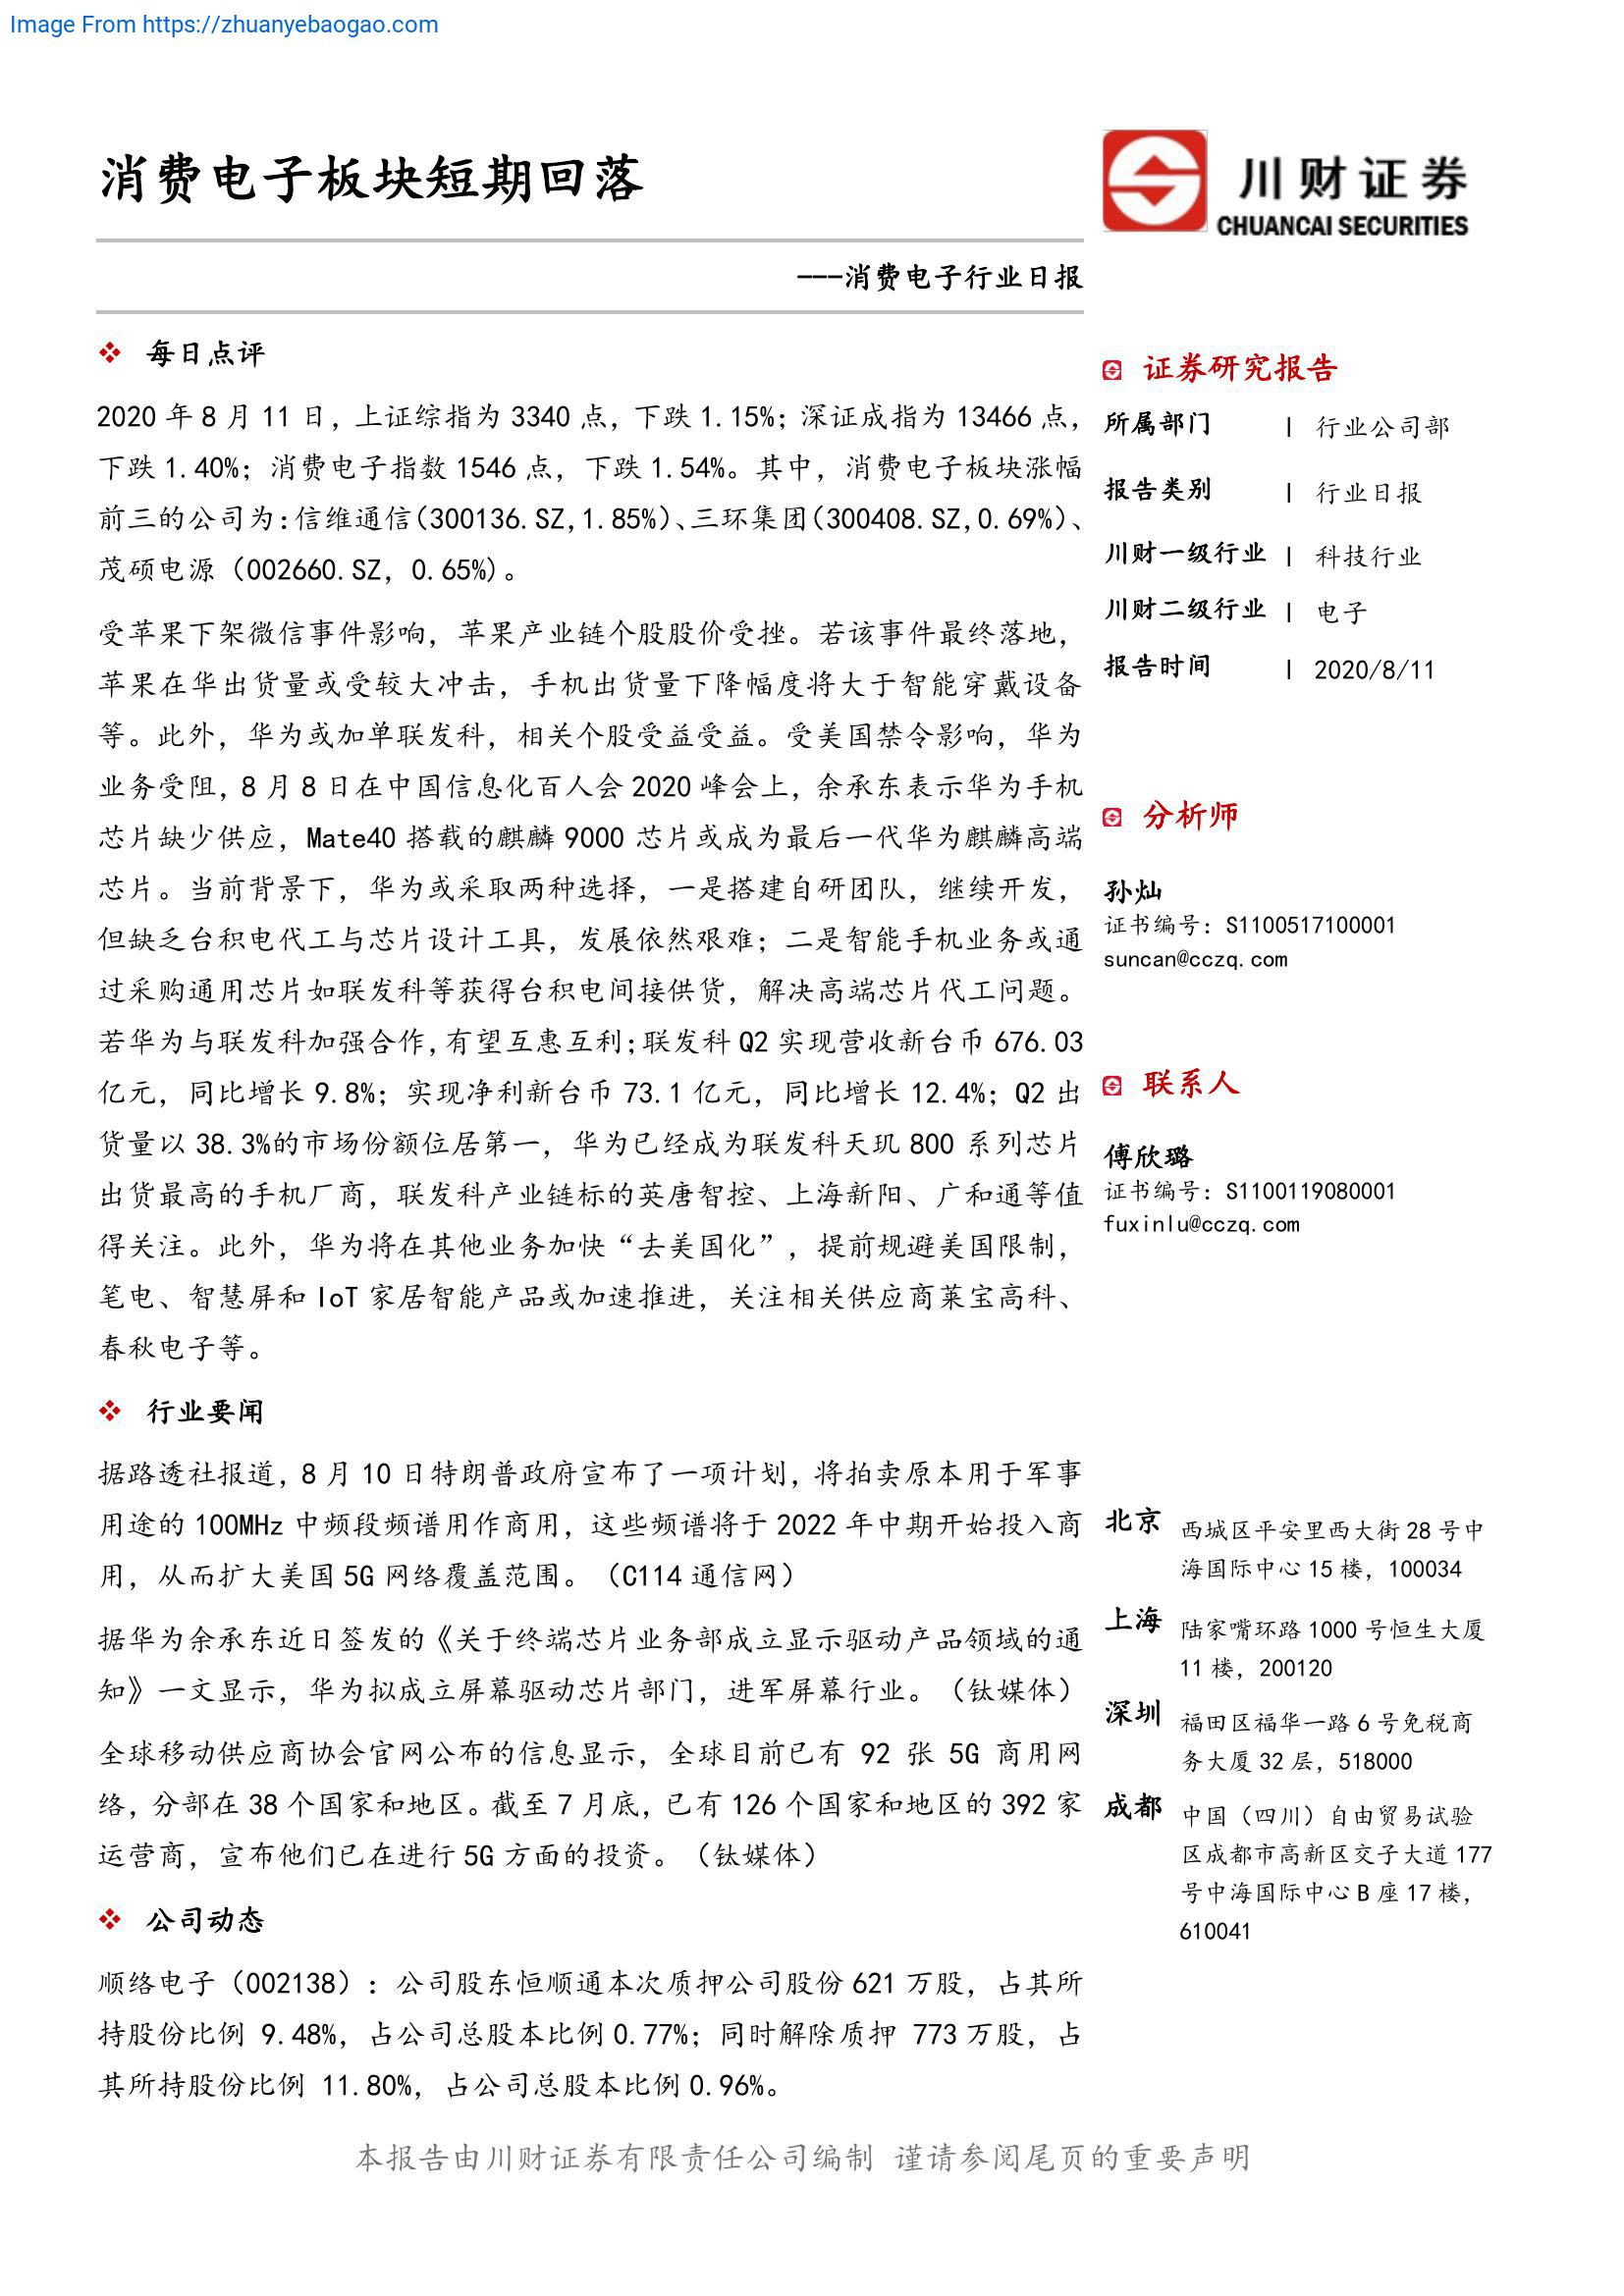 Image From https://zhuanyebaogao.com
消费电子板块短期回落
川财证券
CHUANCAI SECURITIES
---消费电子行业日报
每日点评
2020 年 8 月 11 日，上证综指为 3340 点，下跌 1.15%；深证成指为 13466 点，
下跌 1.40%；消费电子指数 1546 点，下跌 1.54%。其中，消费电子板块涨幅
前三的公司为：信维通信（300136.SZ,1.85%）、三环集团（300408.SZ,0.69%）、
茂硕电源（002660.SZ，0.65%）。
受苹果下架微信事件影响，苹果产业链个股股价受挫。若该事件最终落地，
苹果在华出货量或受较大冲击，手机出货量下降幅度将大于智能穿戴设备
等。此外，华为或加单联发科，相关个股受益受益。受美国禁令影响，华为
业务受阻，8 月 8 日在中国信息化百人会 2020 峰会上，余承东表示华为手机
芯片缺少供应，Mate40 搭载的麒麟 9000 芯片或成为最后一代华为麒麟高端
芯片。当前背景下，华为或采取两种选择，一是搭建自研团队，继续开发，
但缺乏台积电代工与芯片设计工具，发展依然艰难；二是智能手机业务或通
过采购通用芯片如联发科等获得台积电间接供货，解决高端芯片代工问题。
若华为与联发科加强合作，有望互惠互利；联发科 Q2 实现营收新台币 676.03
亿元，同比增长 9.8%；实现净利新台币 73.1 亿元，同比增长 12.4%；Q2 出
货量以 38.3%的市场份额位居第一，华为已经成为联发科天玑 800 系列芯片
出货最高的手机厂商，联发科产业链标的英唐智控、上海新阳、广和通等值
得关注。此外，华为将在其他业务加快“去美国化”，提前规避美国限制，
笔电、智慧屏和 IoT 家居智能产品或加速推进，关注相关供应商莱宝高科、
春秋电子等。
行业要闻
据路透社报道，8 月 10 日特朗普政府宣布了一项计划，将拍卖原本用于军事
用途的 100MHz 中频段频谱用作商用，这些频谱将于 2022 年中期开始投入商
用，从而扩大美国 5G 网络覆盖范围。（C114 通信网）
据华为余承东近日签发的《关于终端芯片业务部成立显示驱动产品领域的通
知》一文显示，华为拟成立屏幕驱动芯片部门，进军屏幕行业。（钛媒体）
全球移动供应商协会官网公布的信息显示，全球目前已有 92 张 5G 商用网
络，分部在 38 个国家和地区。截至 7 月底，已有 126 个国家和地区的 392 家
运营商，宣布他们已在进行 5G 方面的投资。（钛媒体）
公司动态
顺络电子（002138）：公司股东恒顺通本次质押公司股份 621 万股，占其所
持股份比例 9.48%，占公司总股本比例 0.77%；同时解除质押 773 万股，占
其所持股份比例 11.80%，占公司总股本比例 0.96%。
证券研究报告
所属部门 | 行业公司部
报告类别 | 行业日报
川财一级行业 | 科技行业
川财二级行业 | 电子
报告时间 | 2020/8/11
分析师
孙灿
证书编号：S1100517100001
suncan@cczq.com
联系人
傅欣璐
证书编号：S1100119080001
fuxinlu@cczq.com
北京 西城区平安里西大街 28 号中
海国际中心 15 楼，100034
上海 陆家嘴环路 1000 号恒生大厦
11 楼，200120
深圳 福田区福华一路 6 号免税商
务大厦 32 层，518000
成都 中国（四川）自由贸易试验
区成都市高新区交子大道 177
号中海国际中心 B 座 17 楼，
610041
本报告由川财证券有限责任公司编制 谨请参阅尾页的重要声明